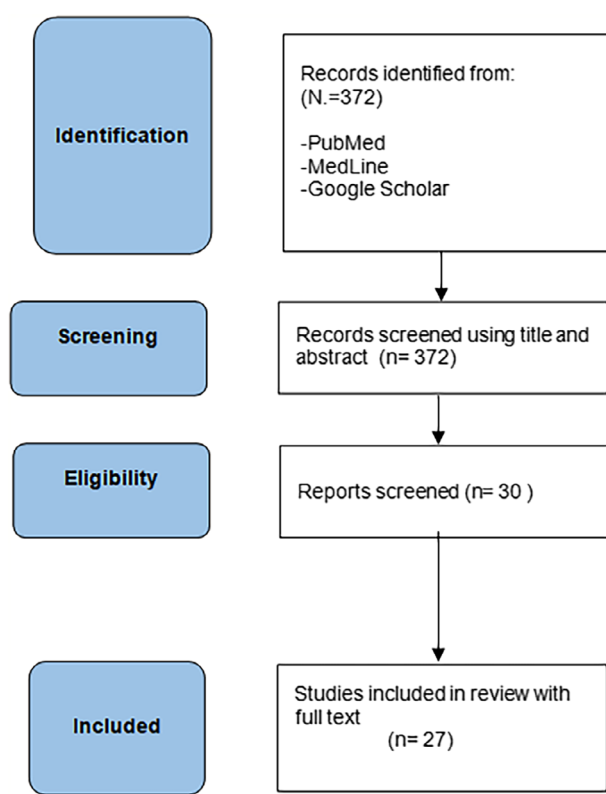 Identification
Records identified from:
(N.=372)
-PubMed
-MedLine
-Google Scholar
Screening
Records screened using title and
abstract (n= 372)
Eligibility
Reports screened (n= 30 )
Included
Studies included in review with
full text
(n= 27)